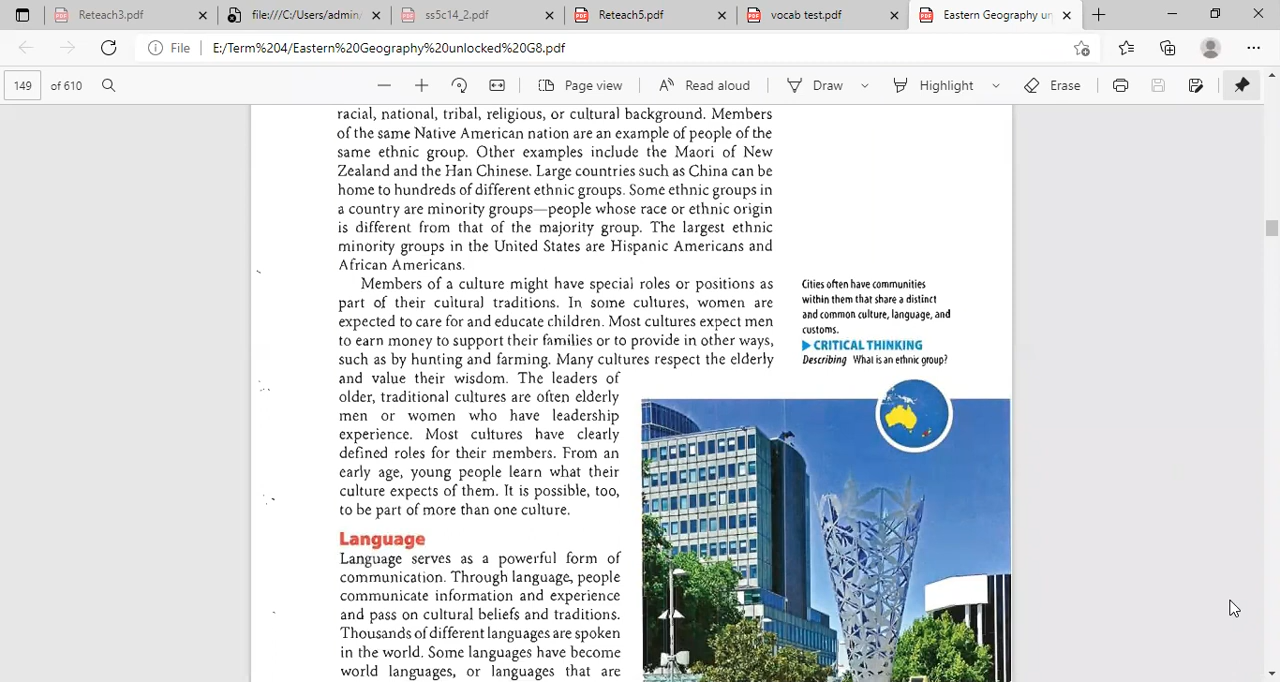 Reteach3.pdf
file:///C:/Users/admin
ss5c14_2.pdf
Reteach5.pdf
vocab test.pdf
Eastern Geography un
File
E:/Term%204/Eastern%20Geography%20unlocked%20G8.pdf
149 of 610
Page view
Read aloud
Draw
Highlight
Erase
racial, national, tribal, religious, or cultural background. Members
of the same Native American nation are an example of people of the
same ethnic group. Other examples include the Maori of New
Zealand and the Han Chinese. Large countries such as China can be
home to hundreds of different ethnic groups. Some ethnic groups in
a country are minority groups—people whose race or ethnic origin
is different from that of the majority group. The largest ethnic
minority groups in the United States are Hispanic Americans and
African Americans.
Members of a culture might have special roles or positions as
part of their cultural traditions. In some cultures, women are
expected to care for and educate children. Most cultures expect men
to earn money to support their families or to provide in other ways,
such as by hunting and farming. Many cultures respect the elderly
and value their wisdom. The leaders of
older, traditional cultures are often elderly
men or women who have leadership
experience. Most cultures have clearly
defined roles for their members. From an
early age, young people learn what their
culture expects of them. It is possible, too,
to be part of more than one culture.
Language
Language serves as a powerful form of
communication. Through language, people
communicate information and experience
and pass on cultural beliefs and traditions.
Thousands of different languages are spoken
in the world. Some languages have become
world languages, or languages that are
Cities often have communities
within them that share a distinct
and common culture, language, and
customs.
▶ CRITICAL THINKING
Describing What is an ethnic group?